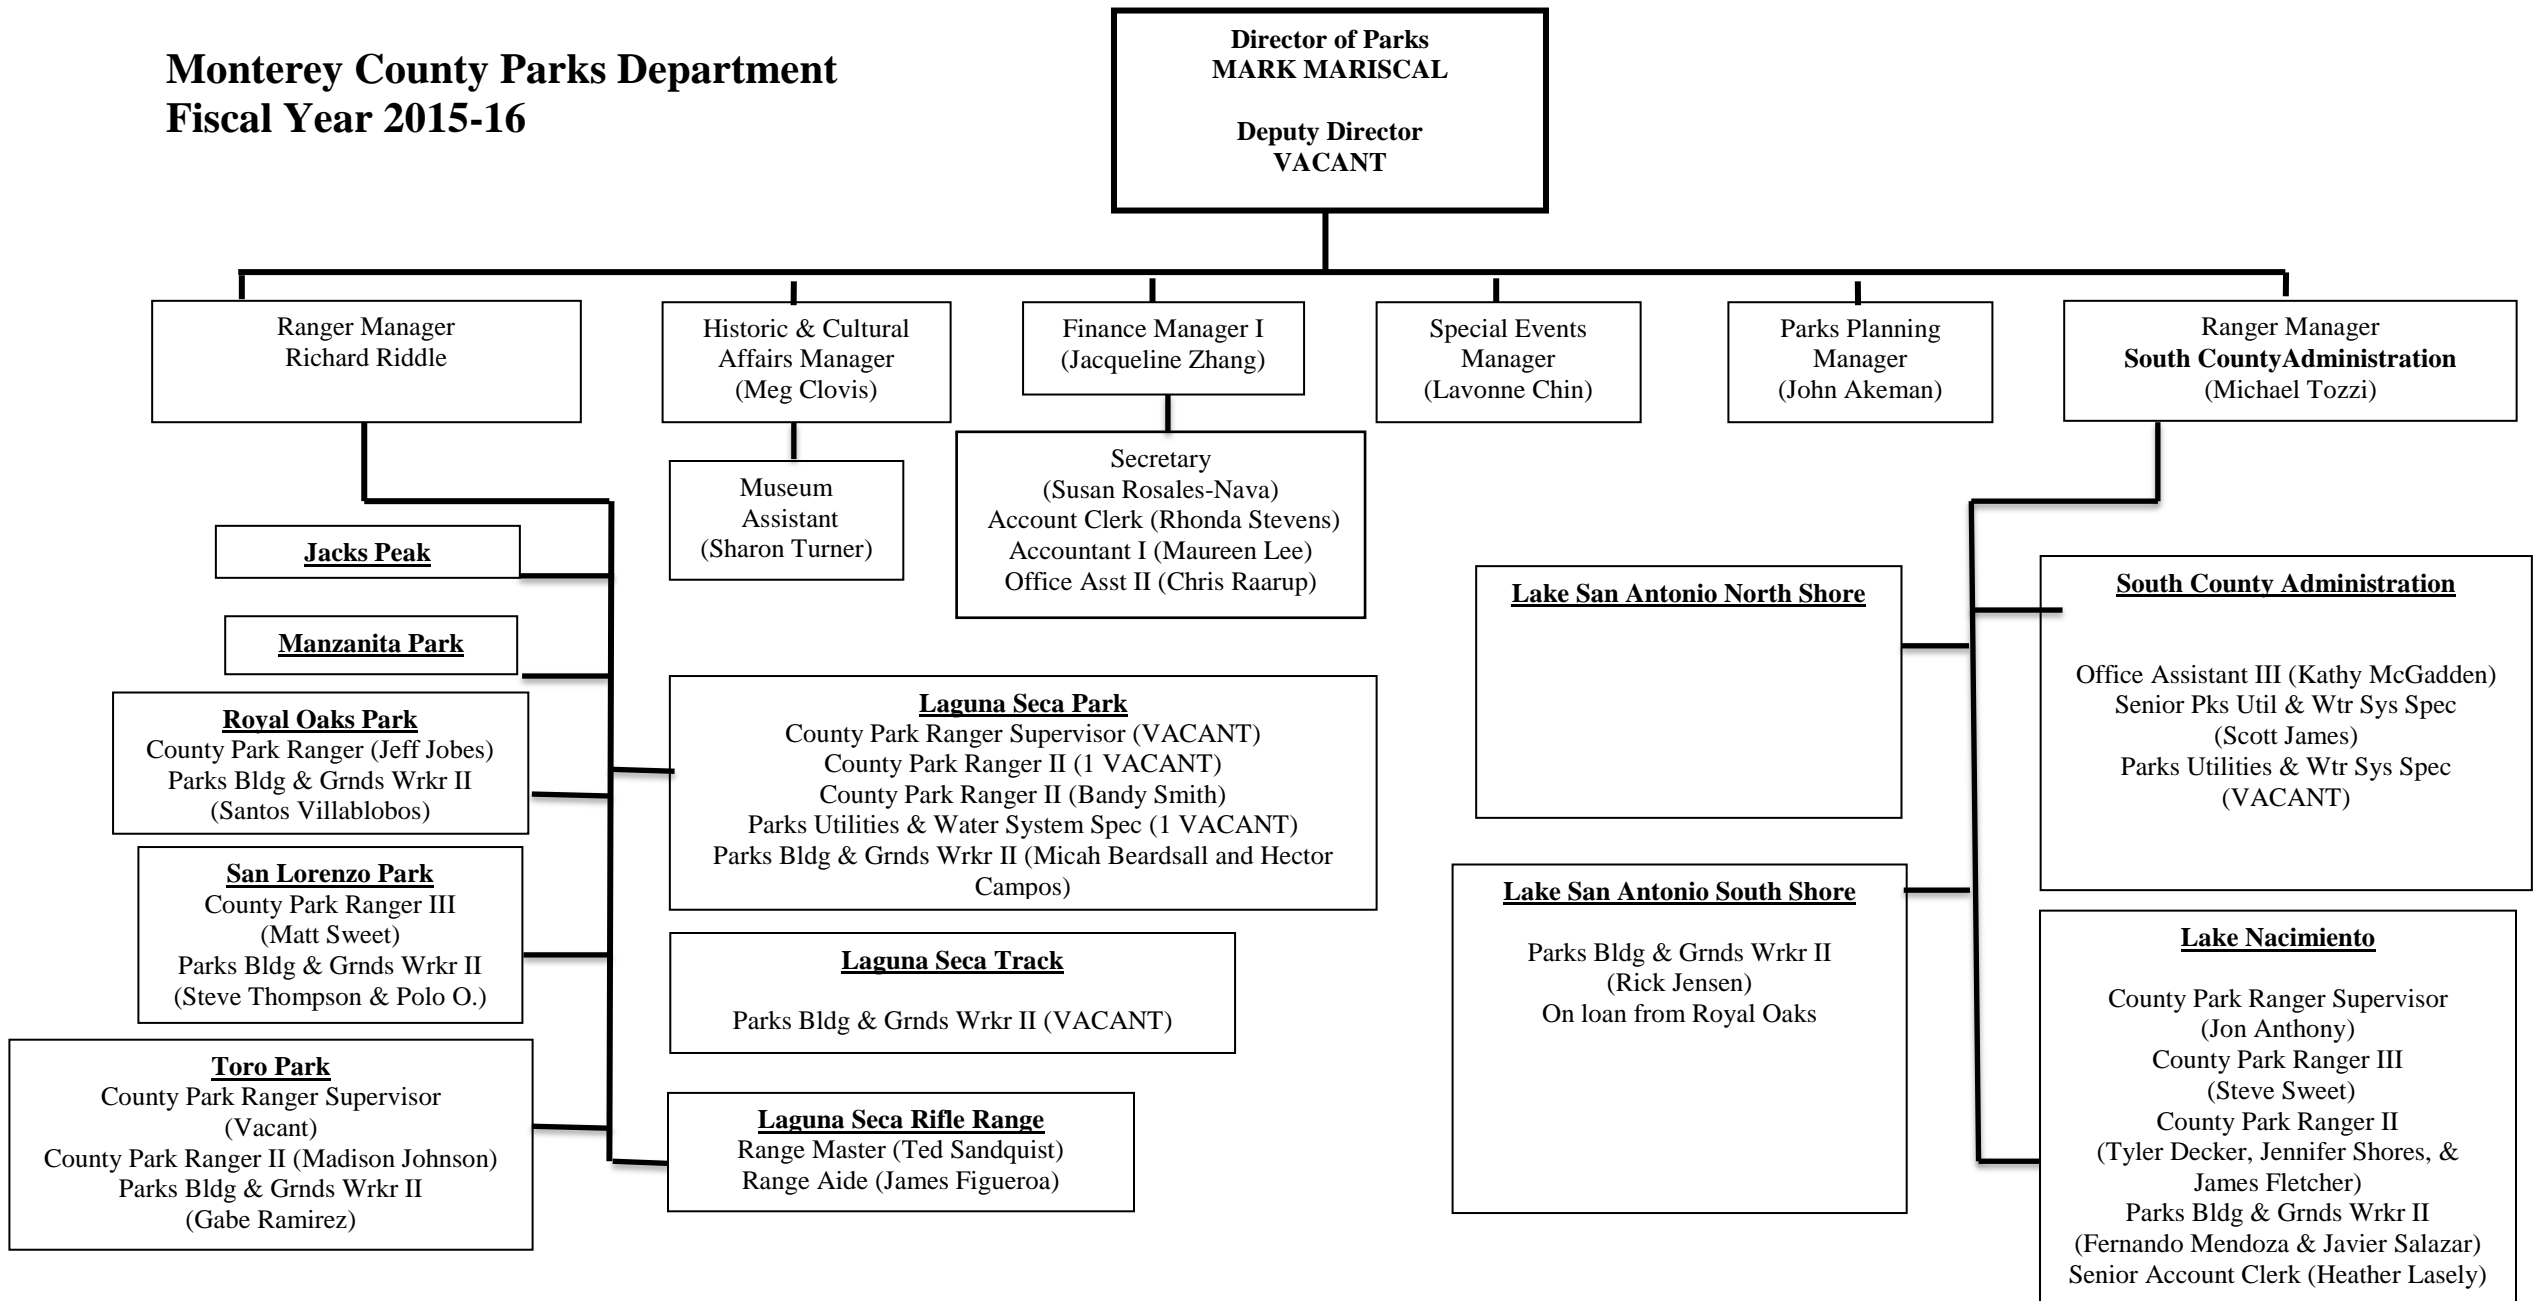 Monterey County Parks Department
Fiscal Year 2015-16
Director of Parks
MARK MARISCAL
Deputy Director
VACANT
Ranger Manager
Richard Riddle
Historic & Cultural
Affairs Manager
(Meg Clovis)
Finance Manager I
(Jacqueline Zhang)
Special Events
Manager
(Lavonne Chin)
Parks Planning
Manager
(John Akeman)
Ranger Manager
South CountyAdministration
(Michael Tozzi)
Museum
Assistant
(Sharon Turner)
Secretary
(Susan Rosales-Nava)
Account Clerk (Rhonda Stevens)
Accountant I (Maureen Lee)
Office Asst II (Chris Raarup)
Jacks Peak
Manzanita Park
Royal Oaks Park
County Park Ranger (Jeff Jobes)
Parks Bldg & Grnds Wrkr II
(Santos Villablobos)
San Lorenzo Park
County Park Ranger III
(Matt Sweet)
Parks Bldg & Grnds Wrkr II
(Steve Thompson & Polo O.)
Toro Park
County Park Ranger Supervisor
(Vacant)
County Park Ranger II (Madison Johnson)
Parks Bldg & Grnds Wrkr II
(Gabe Ramirez)
Laguna Seca Park
County Park Ranger Supervisor (VACANT)
County Park Ranger II (1 VACANT)
County Park Ranger II (Bandy Smith)
Parks Utilities & Water System Spec (1 VACANT)
Parks Bldg & Grnds Wrkr II (Micah Beardsall and Hector
Campos)
Laguna Seca Track
Parks Bldg & Grnds Wrkr II (VACANT)
Laguna Seca Rifle Range
Range Master (Ted Sandquist)
Range Aide (James Figueroa)
Lake San Antonio North Shore
Lake San Antonio South Shore
Parks Bldg & Grnds Wrkr II
(Rick Jensen)
On loan from Royal Oaks
South County Administration
Office Assistant III (Kathy McGadden)
Senior Pks Util & Wtr Sys Spec
(Scott James)
Parks Utilities & Wtr Sys Spec
(VACANT)
Lake Nacimiento
County Park Ranger Supervisor
(Jon Anthony)
County Park Ranger III
(Steve Sweet)
County Park Ranger II
(Tyler Decker, Jennifer Shores, &
James Fletcher)
Parks Bldg & Grnds Wrkr II
(Fernando Mendoza & Javier Salazar)
Senior Account Clerk (Heather Lasely)